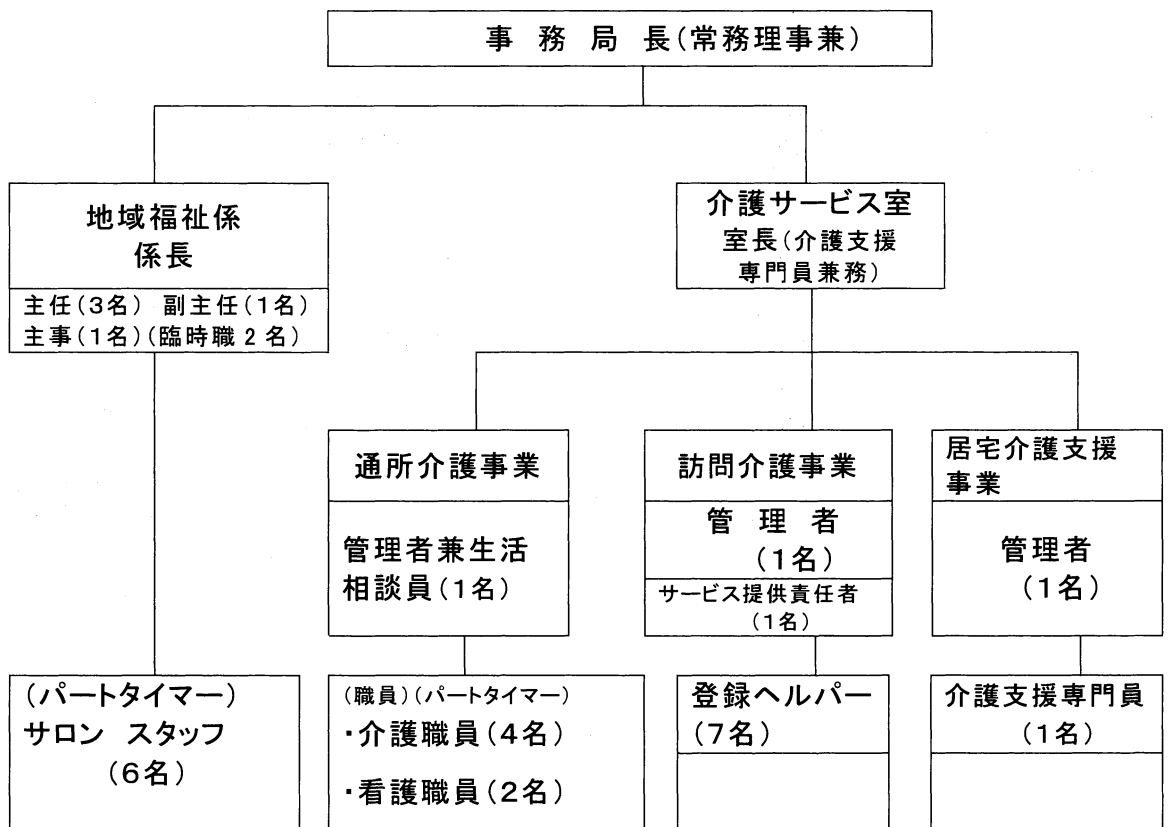 事 務 局 長(常務理事兼)
地域福祉係
係長
主任(3名) 副主任(1名)
主事(1名)(臨時職2名)
介護サービス室
室長(介護支援
専門員兼務)
通所介護事業
管理者兼生活
相談員(1名)
訪問介護事業
管 理 者
(1名)
サービス提供責任者
(1名)
居宅介護支援
事業
管理者
(1名)
(パートタイマー)
サロン スタッフ
(6名)
(職員)(パートタイマー)
・介護職員(4名)
・看護職員(2名)
登録ヘルパー
(7名)
介護支援専門員
(1名)